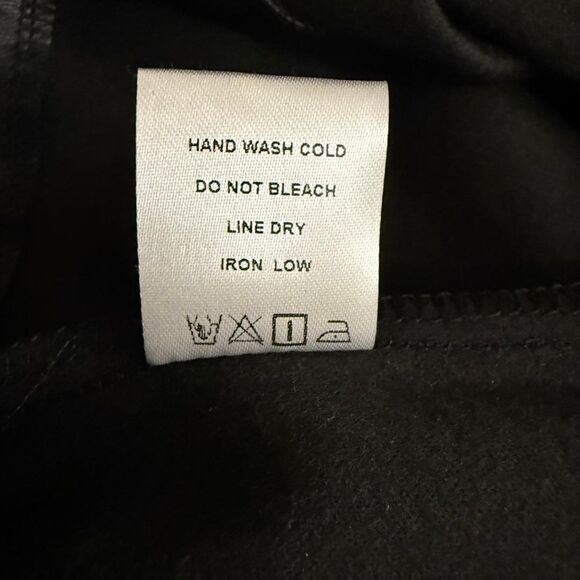 HAND WASH COLD
DO NOT BLEACH
LINE DRY
IRON LOW